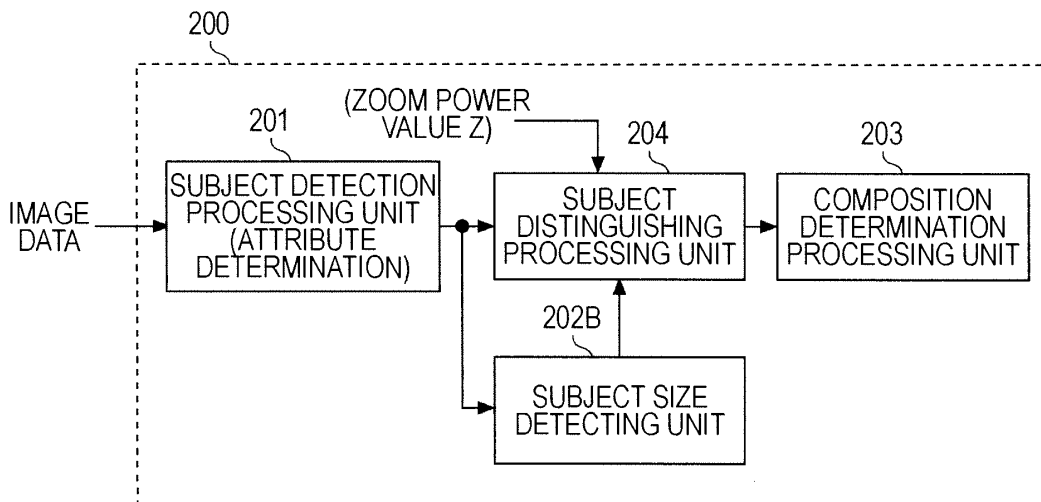 200
(ZOOM POWER
VALUE Z)
201
204
203
IMAGE
DATA
SUBJECT DETECTION
PROCESSING UNIT
(ATTRIBUTE
DETERMINATION)
SUBJECT
DISTINGUISHING
PROCESSING UNIT
COMPOSITION
DETERMINATION
PROCESSING UNIT
202B
SUBJECT SIZE
DETECTING UNIT